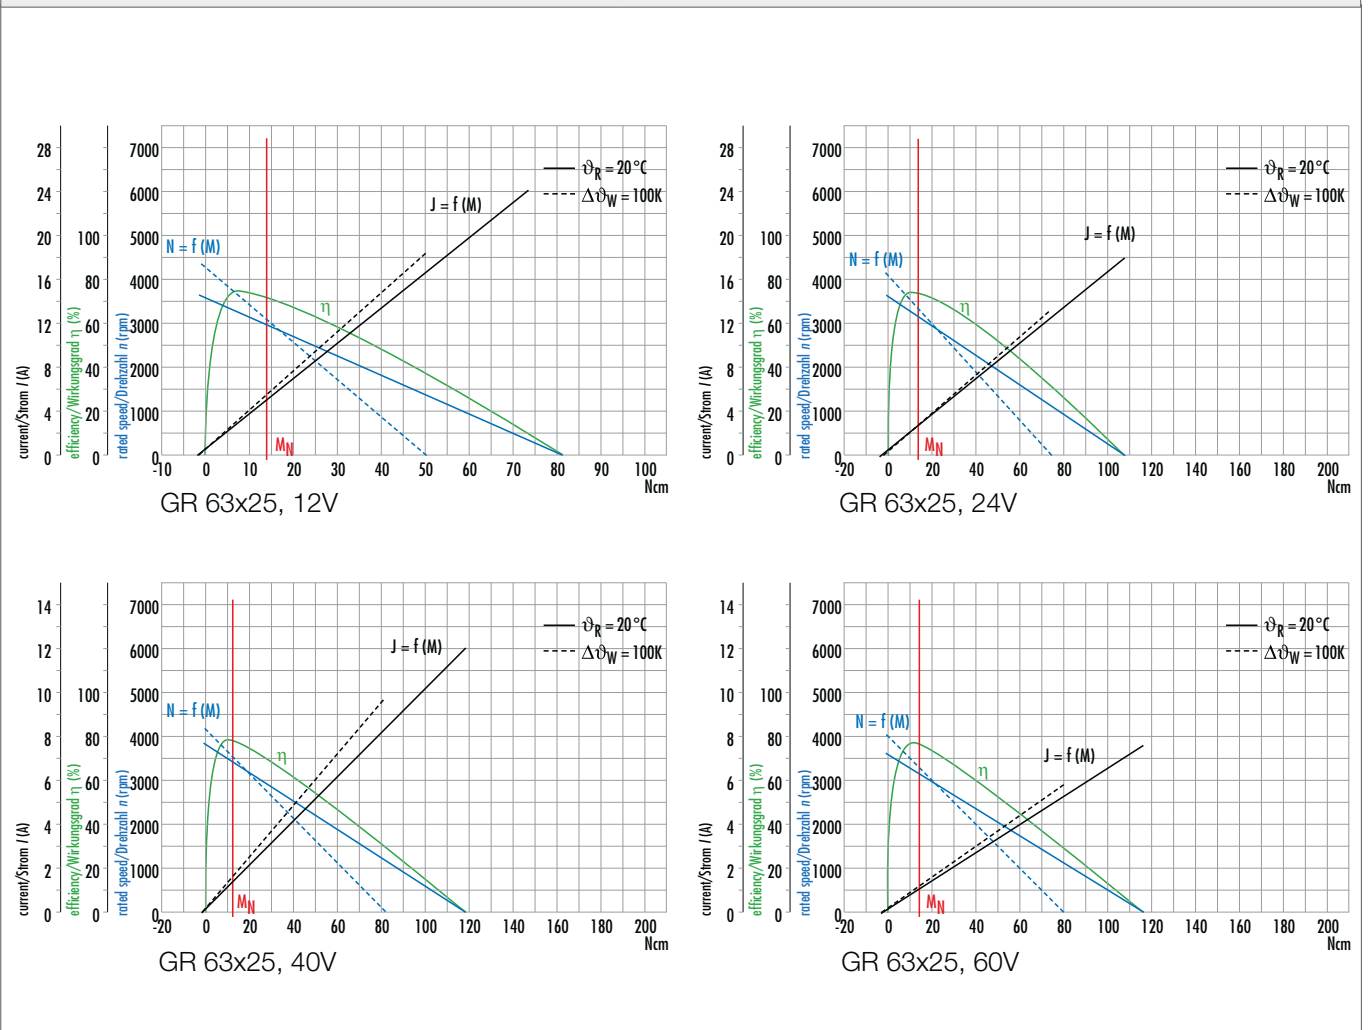 28
24
20
16
12
8
4
0
current/Strom I (A)
100
80
60
40
20
0
efficiency/Wirkungsgrad η (%)
7000
6000
5000
4000
3000
2000
1000
0
rated speed/Drehzahl n (rpm)
N = f (M)
J = f (M)
η
ϑR = 20°C
ΔϑW = 100K
MN
-10 0 10 20 30 40 50 60 70 80 90 100
Ncm
GR 63x25, 12V
28
24
20
16
12
8
4
0
current/Strom I (A)
100
80
60
40
20
0
efficiency/Wirkungsgrad η (%)
7000
6000
5000
4000
3000
2000
1000
0
rated speed/Drehzahl n (rpm)
N = f (M)
J = f (M)
η
ϑR = 20°C
ΔϑW = 100K
MN
-20 0 20 40 60 80 100 120 140 160 180 200
Ncm
GR 63x25, 24V
14
12
10
8
6
4
2
0
current/Strom I (A)
100
80
60
40
20
0
efficiency/Wirkungsgrad η (%)
7000
6000
5000
4000
3000
2000
1000
0
rated speed/Drehzahl n (rpm)
N = f (M)
J = f (M)
η
ϑR = 20°C
ΔϑW = 100K
MN
-20 0 20 40 60 80 100 120 140 160 180 200
Ncm
GR 63x25, 40V
14
12
10
8
6
4
2
0
current/Strom I (A)
100
80
60
40
20
0
efficiency/Wirkungsgrad η (%)
7000
6000
5000
4000
3000
2000
1000
0
rated speed/Drehzahl n (rpm)
N = f (M)
J = f (M)
η
ϑR = 20°C
ΔϑW = 100K
MN
-20 0 20 40 60 80 100 120 140 160 180 200
Ncm
GR 63x25, 60V